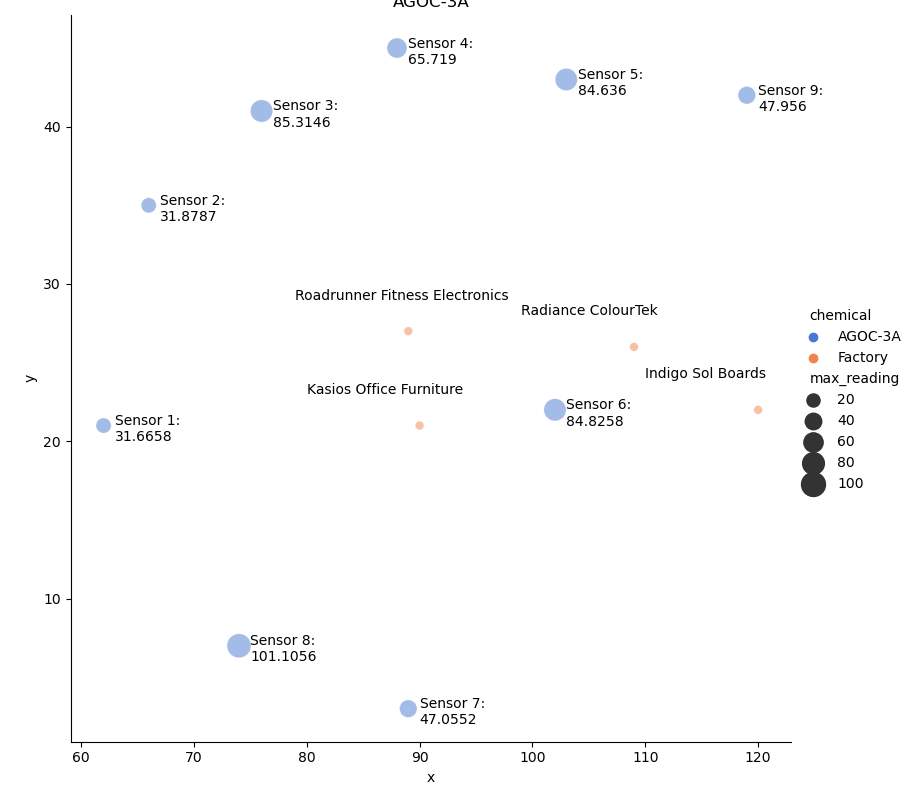 AGOC-3A
Sensor 4:
65.719
Sensor 5:
84.636
Sensor 9:
47.956
Sensor 3:
85.3146
40
Sensor 2:
31.8787
30
Roadrunner Fitness Electronics
Radiance ColourTek
chemical
AGOC-3A
Factory
Indigo Sol Boards
max_reading
y
Kasios Office Furniture
20
Sensor 6:
84.8258
40
Sensor 1:
31.6658
20
60
80
100
10
Sensor 8:
101.1056
Sensor 7:
47.0552
60
70
80
90
100
110
120
x